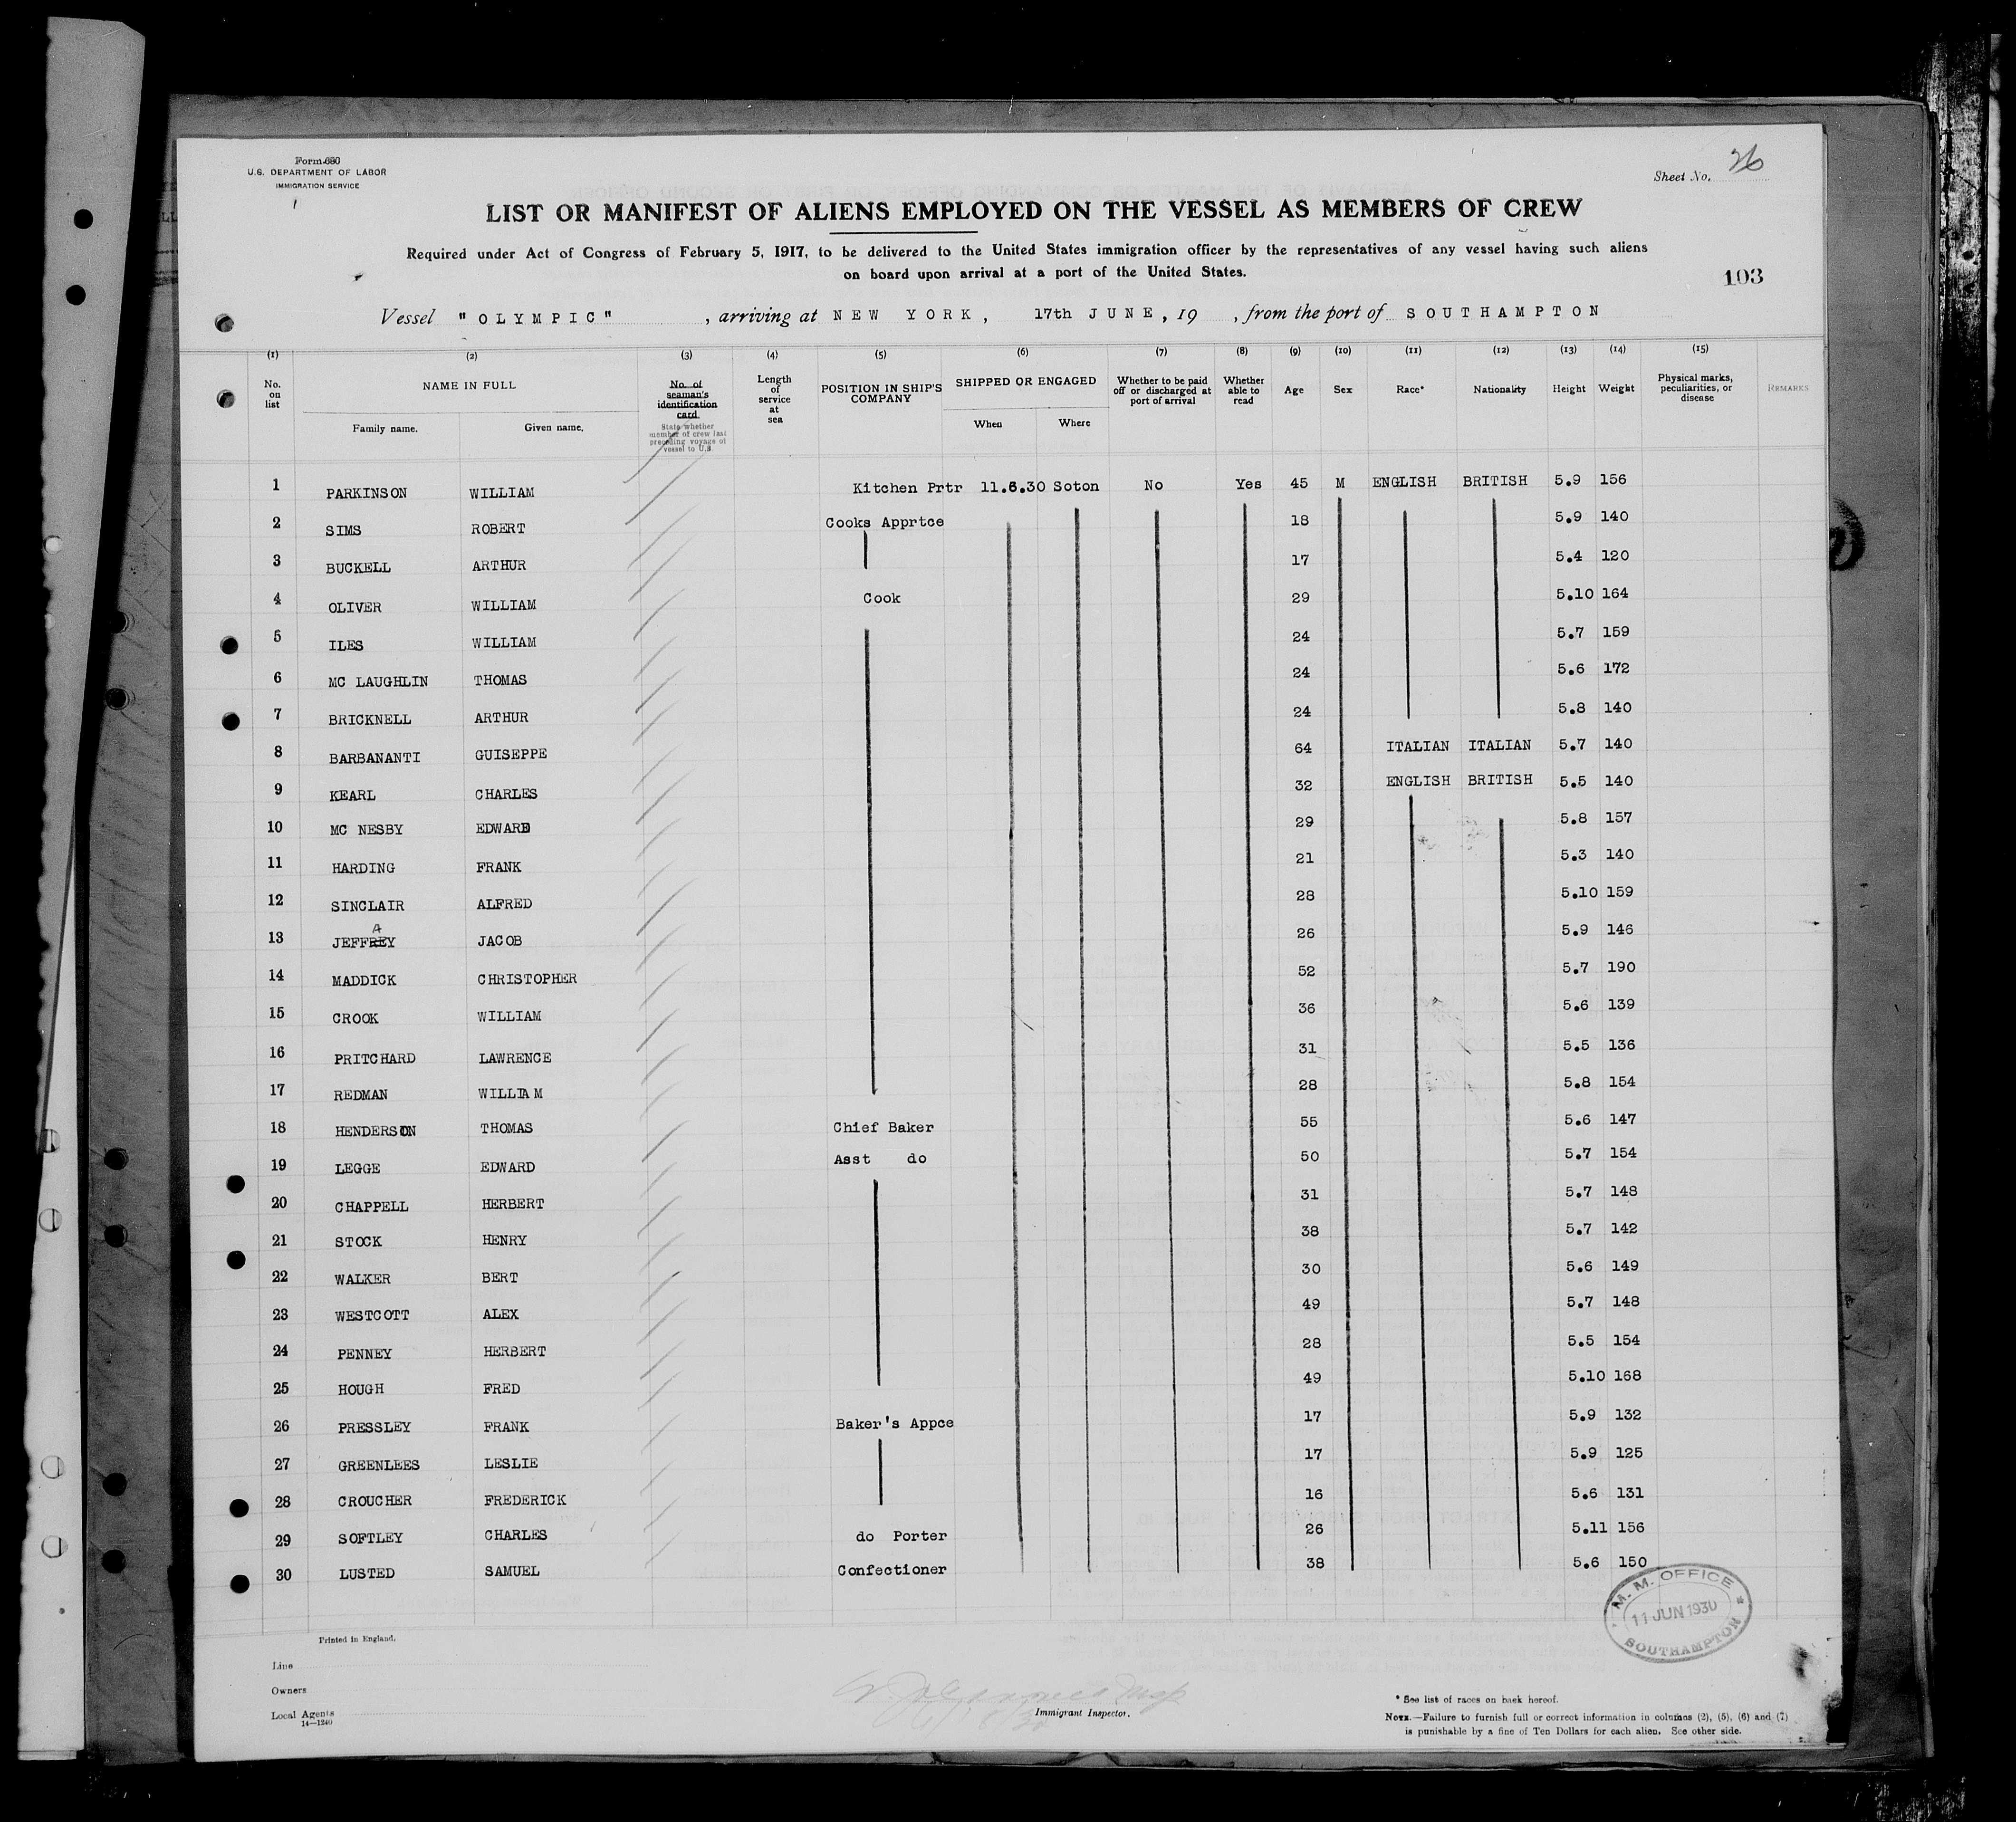 Form 680
U.S. DEPARTMENT OF LABOR
IMMIGRATION SERVICE
Sheet No. 26
LIST OR MANIFEST OF ALIENS EMPLOYED ON THE VESSEL AS MEMBERS OF CREW
Required under Act of Congress of February 5, 1917, to be delivered to the United States immigration officer by the representatives of any vessel having such aliens
on board upon arrival at a port of the United States.
103
Vessel "OLYMPIC", arriving at NEW YORK, 17th JUNE, 19 , from the port of SOUTHAMPTON
(1) (2) (3) (4) (5) (6) (7) (8) (9) (10) (11) (12) (13) (14) (15)
No. on list NAME IN FULL Family name. Given name. No. of seaman's identification card. State whether member of crew last preceding voyage of vessel to U.S. Length of service at sea POSITION IN SHIP'S COMPANY SHIPPED OR ENGAGED When Where Whether to be paid off or discharged at port of arrival Whether able to read Age Sex Race* Nationality Height Weight Physical marks, peculiarities, or disease REMARKS
1 PARKINSON WILLIAM Kitchen Prtr 11.6.30 Soton No Yes 45 M ENGLISH BRITISH 5.9 156
2 SIMS ROBERT Cooks Apprtce 18 5.9 140
3 BUCKELL ARTHUR 17 5.4 120
4 OLIVER WILLIAM Cook 29 5.10 164
5 ILES WILLIAM 24 5.7 159
6 MC LAUGHLIN THOMAS 24 5.6 172
7 BRICKNELL ARTHUR 24 5.8 140
8 BARBANANTI GUISEPPE 64 ITALIAN ITALIAN 5.7 140
9 KEARL CHARLES 32 ENGLISH BRITISH 5.5 140
10 MC NESBY EDWARD 29 5.8 157
11 HARDING FRANK 21 5.3 140
12 SINCLAIR ALFRED 28 5.10 159
A
13 JEFFREY JACOB 26 5.9 146
14 MADDICK CHRISTOPHER 52 5.7 190
15 CROOK WILLIAM 36 5.6 139
16 PRITCHARD LAWRENCE 31 5.5 136
17 REDMAN WILLIAM 28 5.8 154
18 HENDERSON THOMAS Chief Baker 55 5.6 147
19 LEGGE EDWARD Asst do 50 5.7 154
20 CHAPPELL HERBERT 31 5.7 148
21 STOCK HENRY 38 5.7 142
22 WALKER BERT 30 5.6 149
23 WESTCOTT ALEX 49 5.7 148
24 PENNEY HERBERT 28 5.5 154
25 HOUGH FRED 49 5.10 168
26 PRESSLEY FRANK Baker's Appce 17 5.9 132
27 GREENLEES LESLIE 17 5.9 125
28 CROUCHER FREDERICK 16 5.6 131
29 SOFTLEY CHARLES do Porter 26 5.11 156
30 LUSTED SAMUEL Confectioner 38 5.6 150
M. M. OFFICE
11 JUN 1930
SOUTHAMPTON
Printed in England.
Line
Owners
Local Agents
14—1240
Immigrant Inspector.
* See list of races on back hereof.
NOTE.—Failure to furnish full or correct information in columns (2), (5), (6) and (7)
is punishable by a fine of Ten Dollars for each alien. See other side.